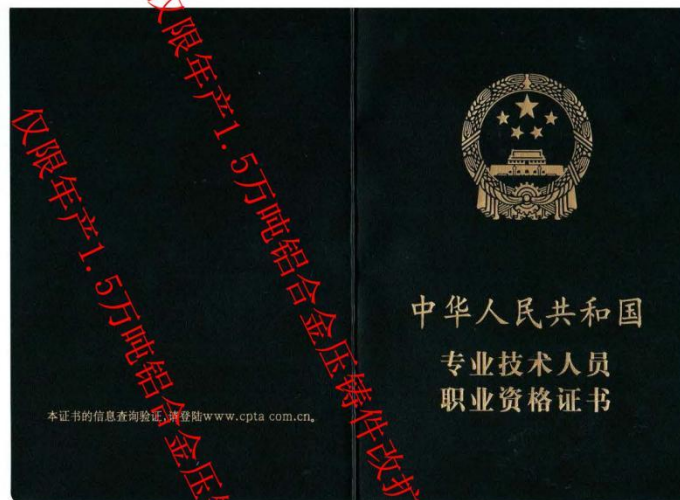 仅限年产1.5万吨铝合金压铸件改扩
仅限年产1.5万吨铝合金压铸
中华人民共和国
专业技术人员
职业资格证书
本证书的信息查询验证,请登陆www.cpta com.cn。